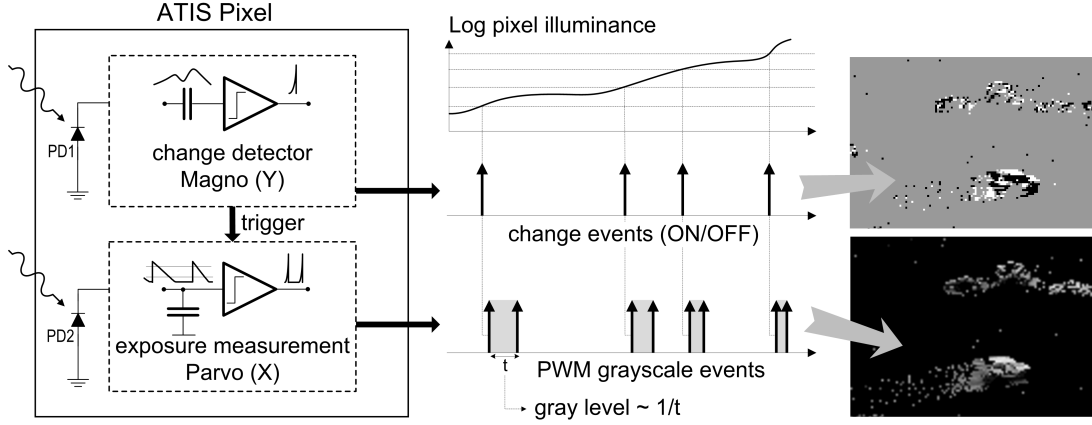 ATIS Pixel
PD1
change detector
Magno (Y)
trigger
PD2
exposure measurement
Parvo (X)
Log pixel illuminance
change events (ON/OFF)
t
PWM grayscale events
gray level ~ 1/t